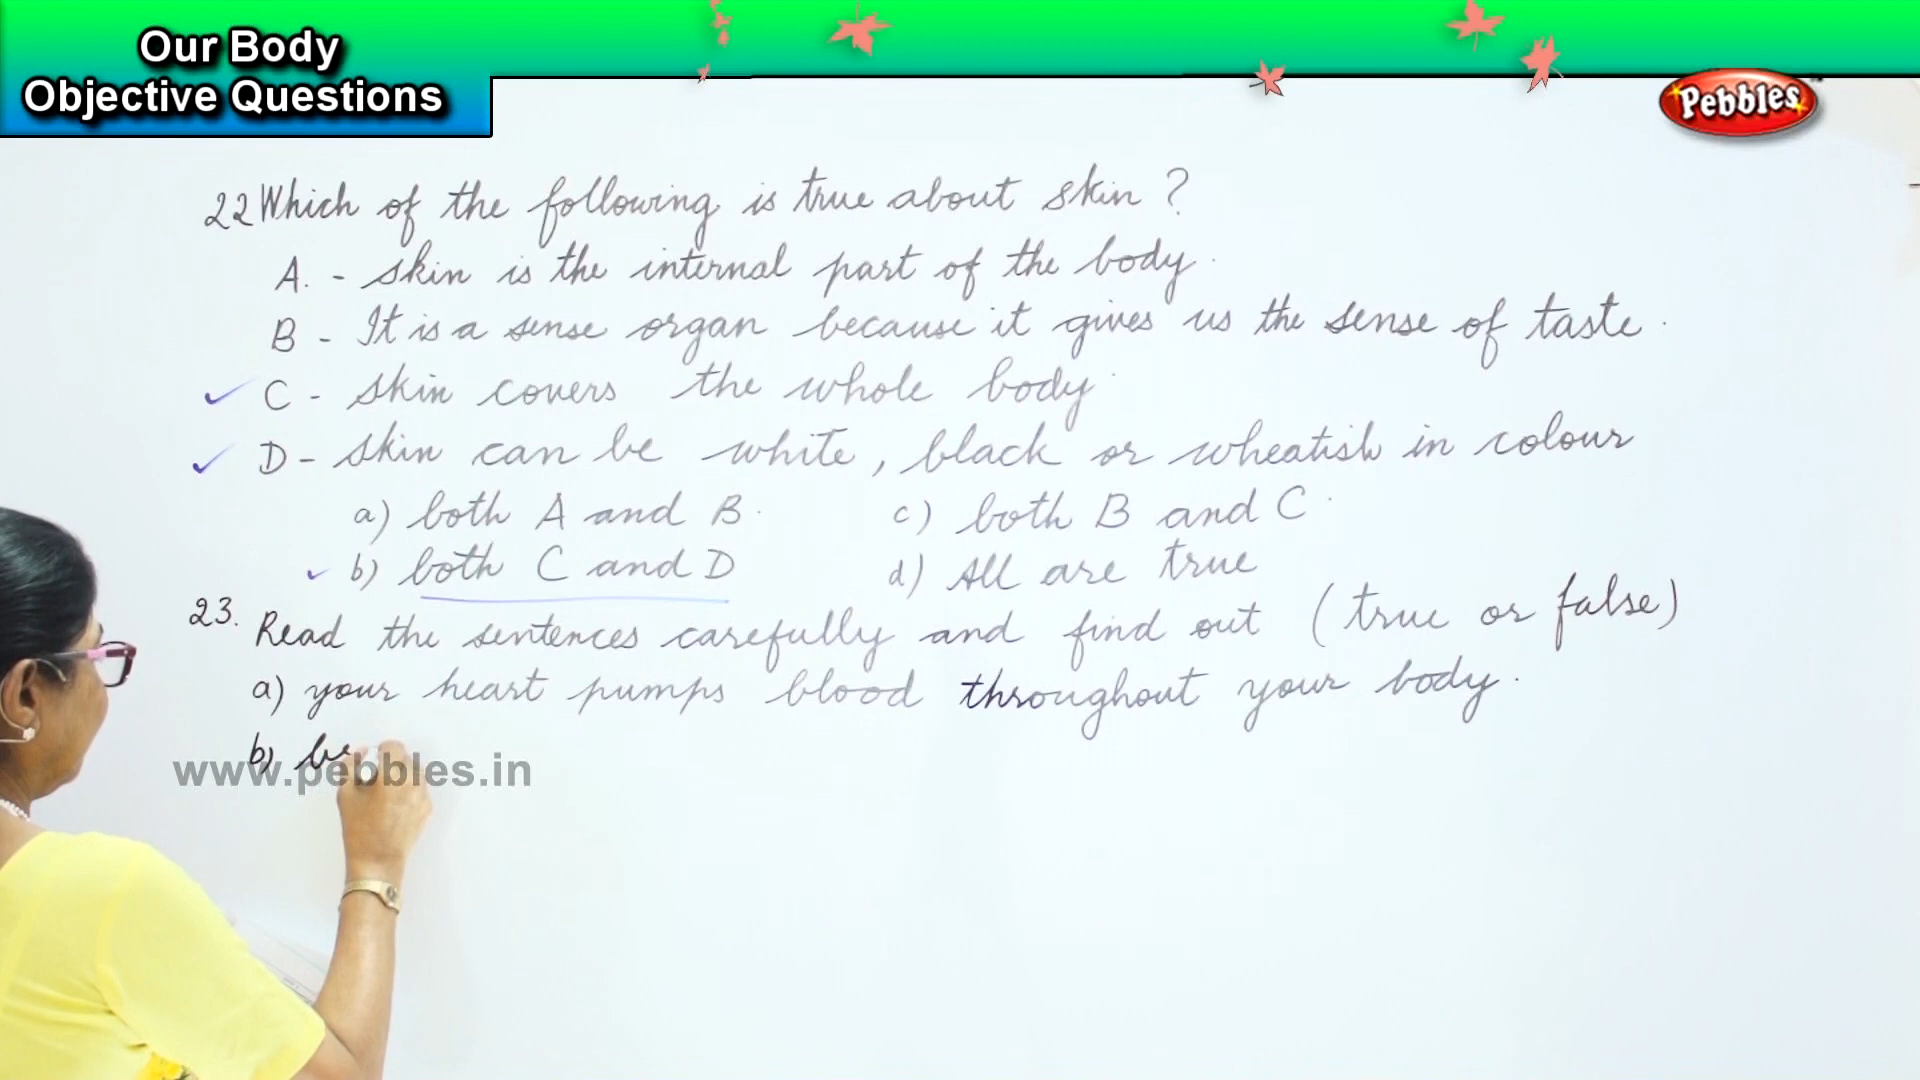 Our Body
Objective Questions
Pebbles
22 Which of the following is true about skin ?
A. - skin is the internal part of the body.
B - It is a sense organ because it gives us the sense of taste.
C - skin covers the whole body.
D - skin can be white, black or wheatish in colour
a) both A and B. c) both B and C.
b) both C and D d) All are true
23. Read the sentences carefully and find out (true or false)
a) your heart pumps blood throughout your body.
b) be
www.pebbles.in